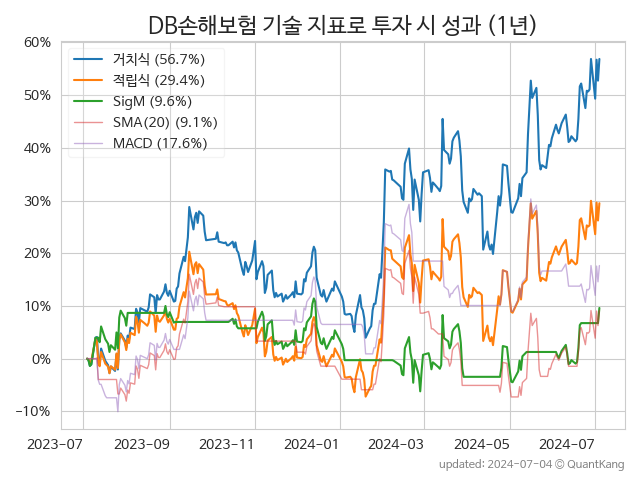 DB손해보험 기술 지표로 투자 시 성과 (1년)
60%
50%
40%
30%
20%
10%
0%
−10%
거치식 (56.7%)
적립식 (29.4%)
SigM (9.6%)
SMA(20) (9.1%)
MACD (17.6%)
2023-07 2023-09 2023-11 2024-01 2024-03 2024-05 2024-07
updated: 2024-07-04 © QuantKang